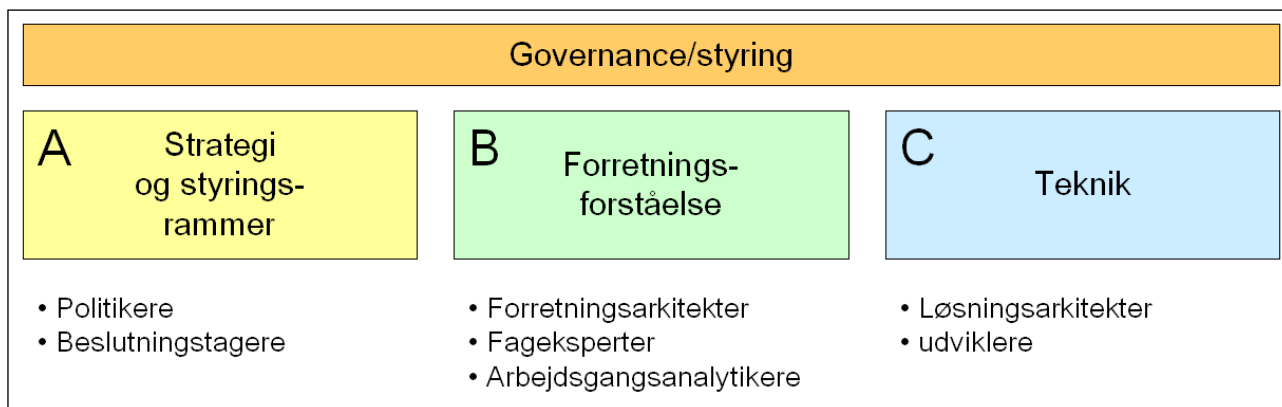 Governance/styring
A
Strategi
og styrings-
rammer
B
Forretnings-
forståelse
C
Teknik
• Politikere
• Beslutningstagere
• Forretningsarkitekter
• Fageksperter
• Arbejdsgangsanalytikere
• Løsningsarkitekter
• udviklere